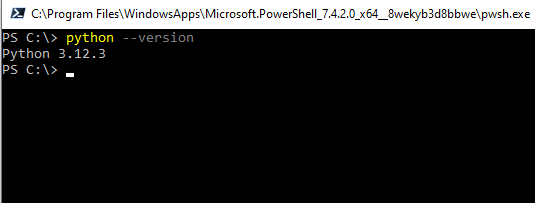 C:\Program Files\WindowsApps\Microsoft.PowerShell_7.4.2.0_x64__8wekyb3d8bbwe\pwsh.exe
PS C:\> python --version
Python 3.12.3
PS C:\>